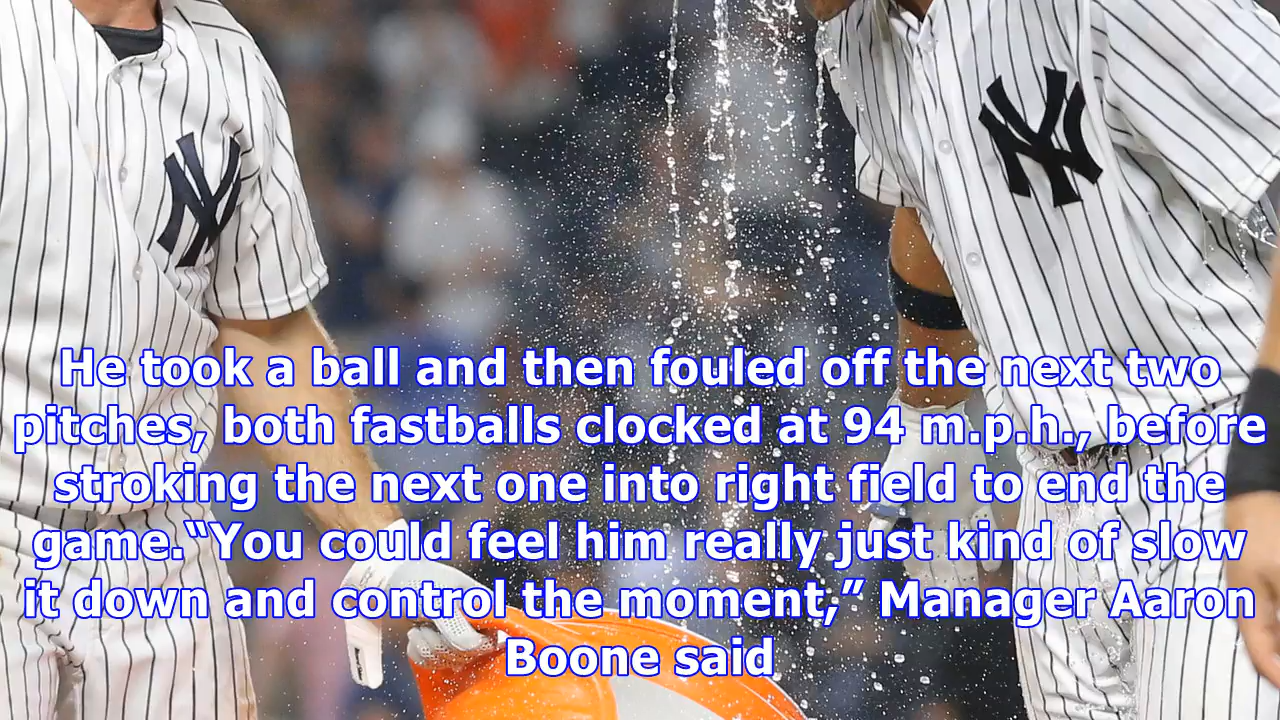 NY
NY
He took a ball and then fouled off the next two
pitches, both fastballs clocked at 94 m.p.h., before
stroking the next one into right field to end the
game.“You could feel him really just kind of slow
it down and control the moment,” Manager Aaron
Boone said